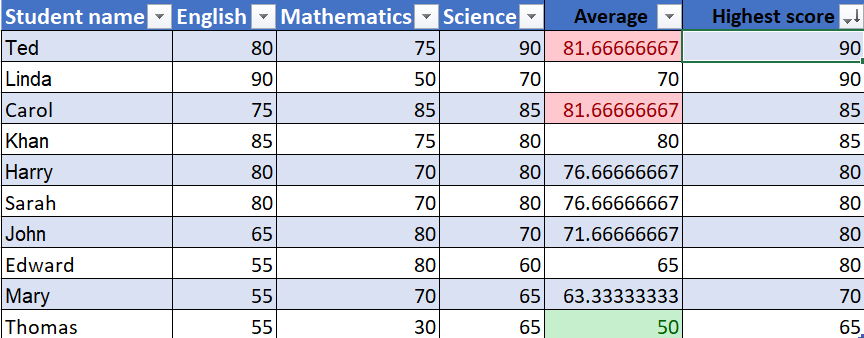 Student name English Mathematics Science Average Highest score
Ted 80 75 90 81.66666667 90
Linda 90 50 70 70 90
Carol 75 85 85 81.66666667 85
Khan 85 75 80 80 85
Harry 80 70 80 76.66666667 80
Sarah 80 70 80 76.66666667 80
John 65 80 70 71.66666667 80
Edward 55 80 60 65 80
Mary 55 70 65 63.33333333 70
Thomas 55 30 65 50 65